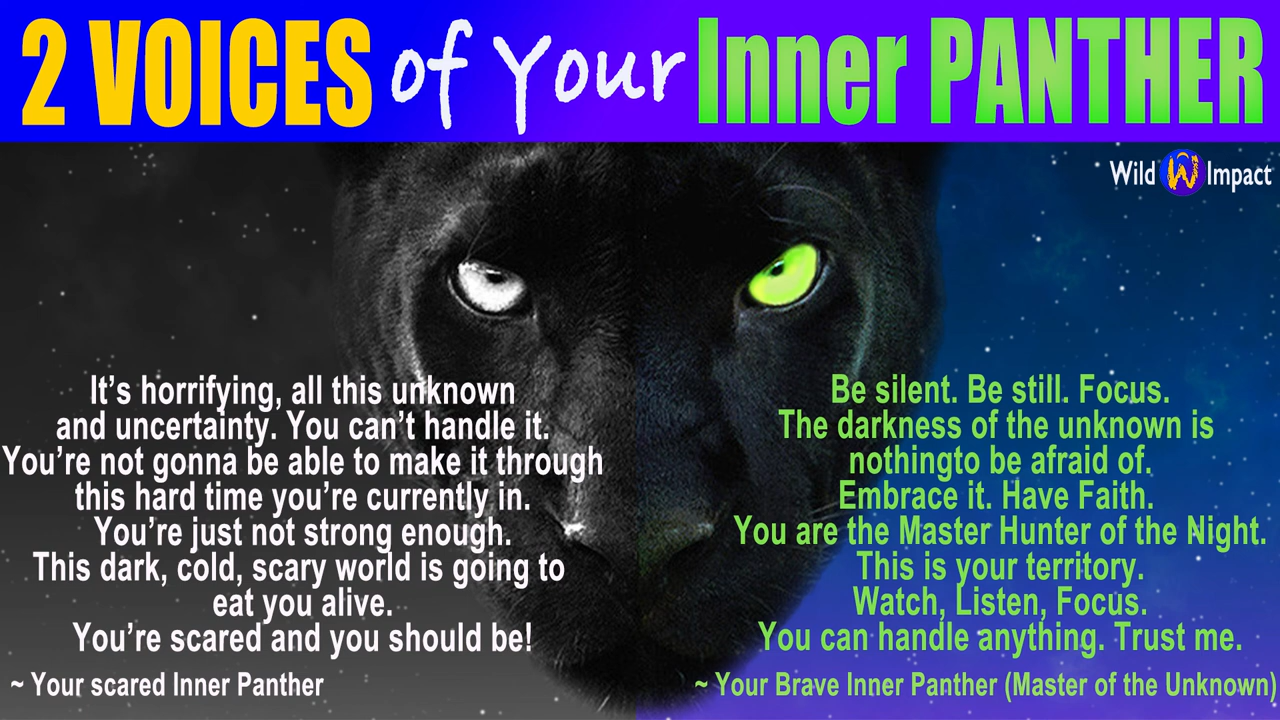 2 VOICES of Your Inner PANTHER
Wild W Impact
It's horrifying, all this unknown
and uncertainty. You can't handle it.
You're not gonna be able to make it through
this hard time you're currently in.
You're just not strong enough.
This dark, cold, scary world is going to
eat you alive.
You're scared and you should be!
~ Your scared Inner Panther
Be silent. Be still. Focus.
The darkness of the unknown is
nothingto be afraid of.
Embrace it. Have Faith.
You are the Master Hunter of the Night.
This is your territory.
Watch, Listen, Focus.
You can handle anything. Trust me.
~ Your Brave Inner Panther (Master of the Unknown)